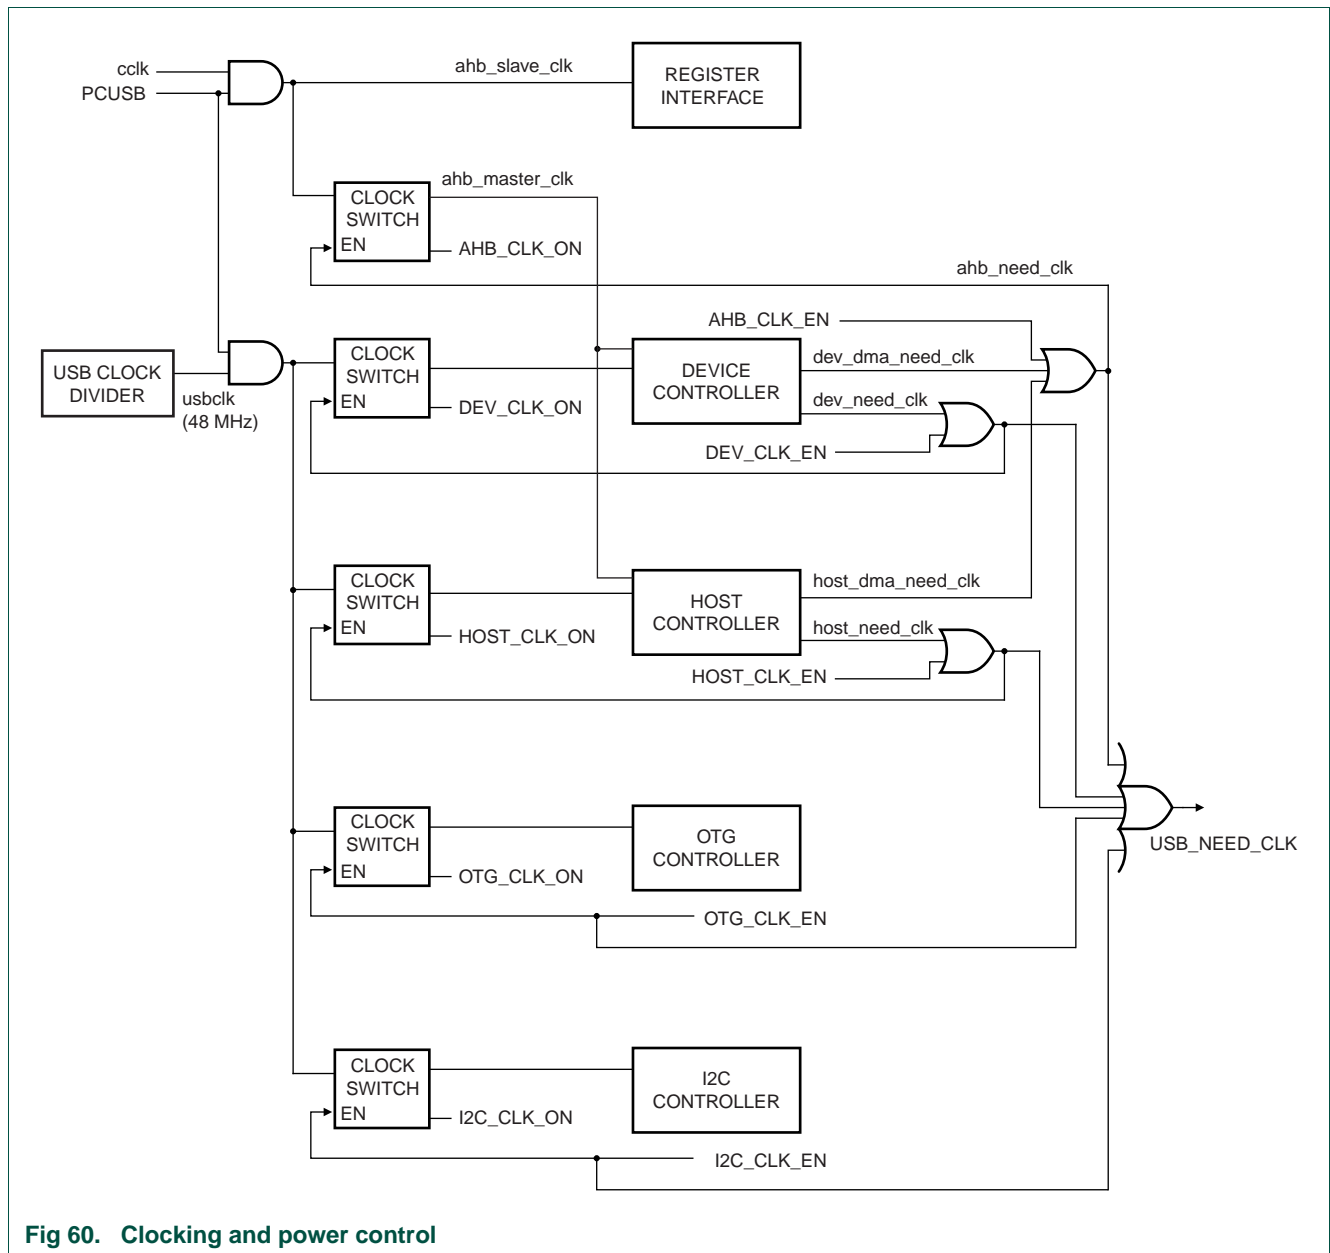 cclk
PCUSB
ahb_slave_clk
REGISTER
INTERFACE
CLOCK
SWITCH
EN
ahb_master_clk
AHB_CLK_ON
ahb_need_clk
USB CLOCK
DIVIDER
usbclk
(48 MHz)
CLOCK
SWITCH
EN
DEV_CLK_ON
AHB_CLK_EN
DEVICE
CONTROLLER
dev_dma_need_clk
dev_need_clk
DEV_CLK_EN
CLOCK
SWITCH
EN
HOST_CLK_ON
HOST
CONTROLLER
host_dma_need_clk
host_need_clk
HOST_CLK_EN
CLOCK
SWITCH
EN
OTG_CLK_ON
OTG
CONTROLLER
OTG_CLK_EN
USB_NEED_CLK
CLOCK
SWITCH
EN
I2C_CLK_ON
I2C
CONTROLLER
I2C_CLK_EN
Fig 60. Clocking and power control